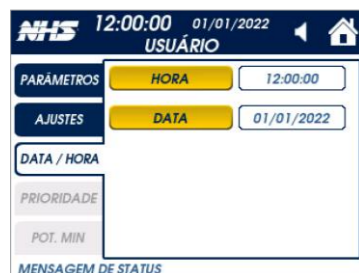 NHS 12:00:00 01/01/2022
USUÁRIO
PARÂMETROS HORA 12:00:00
AJUSTES DATA 01/01/2022
DATA / HORA
PRIORIDADE
POT. MIN
MENSAGEM DE STATUS